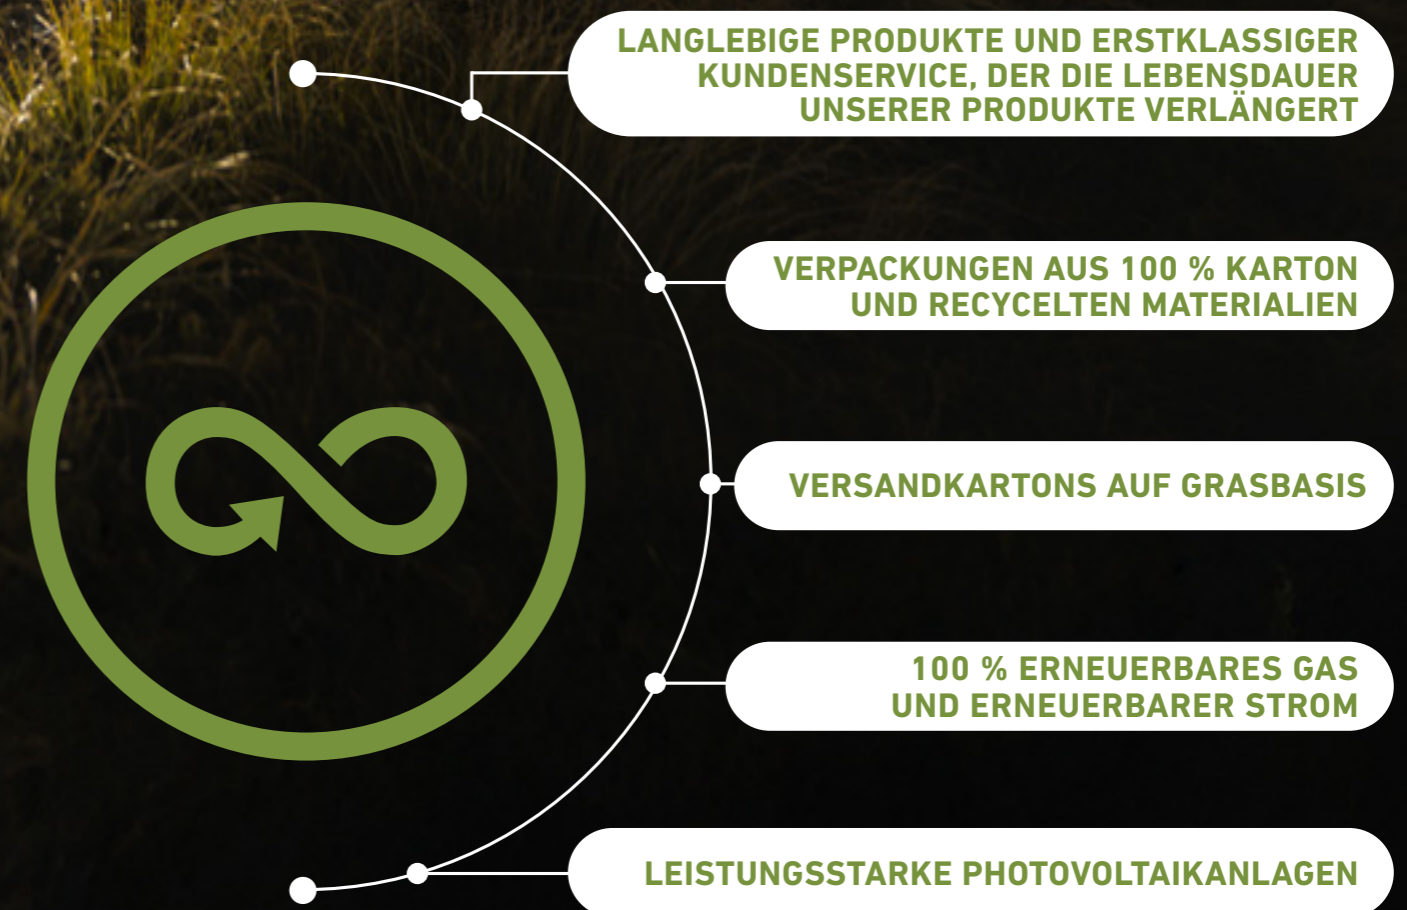 LANGLEBIGE PRODUKTE UND ERSTKLASSIGER
KUNDENSERVICE, DER DIE LEBENSDAUER
UNSERER PRODUKTE VERLÄNGERT
VERPACKUNGEN AUS 100 % KARTON
UND RECYCELTEN MATERIALIEN
VERSANDKARTONS AUF GRASBASIS
100 % ERNEUERBARES GAS
UND ERNEUERBARER STROM
LEISTUNGSSTARKE PHOTOVOLTAIKANLAGEN